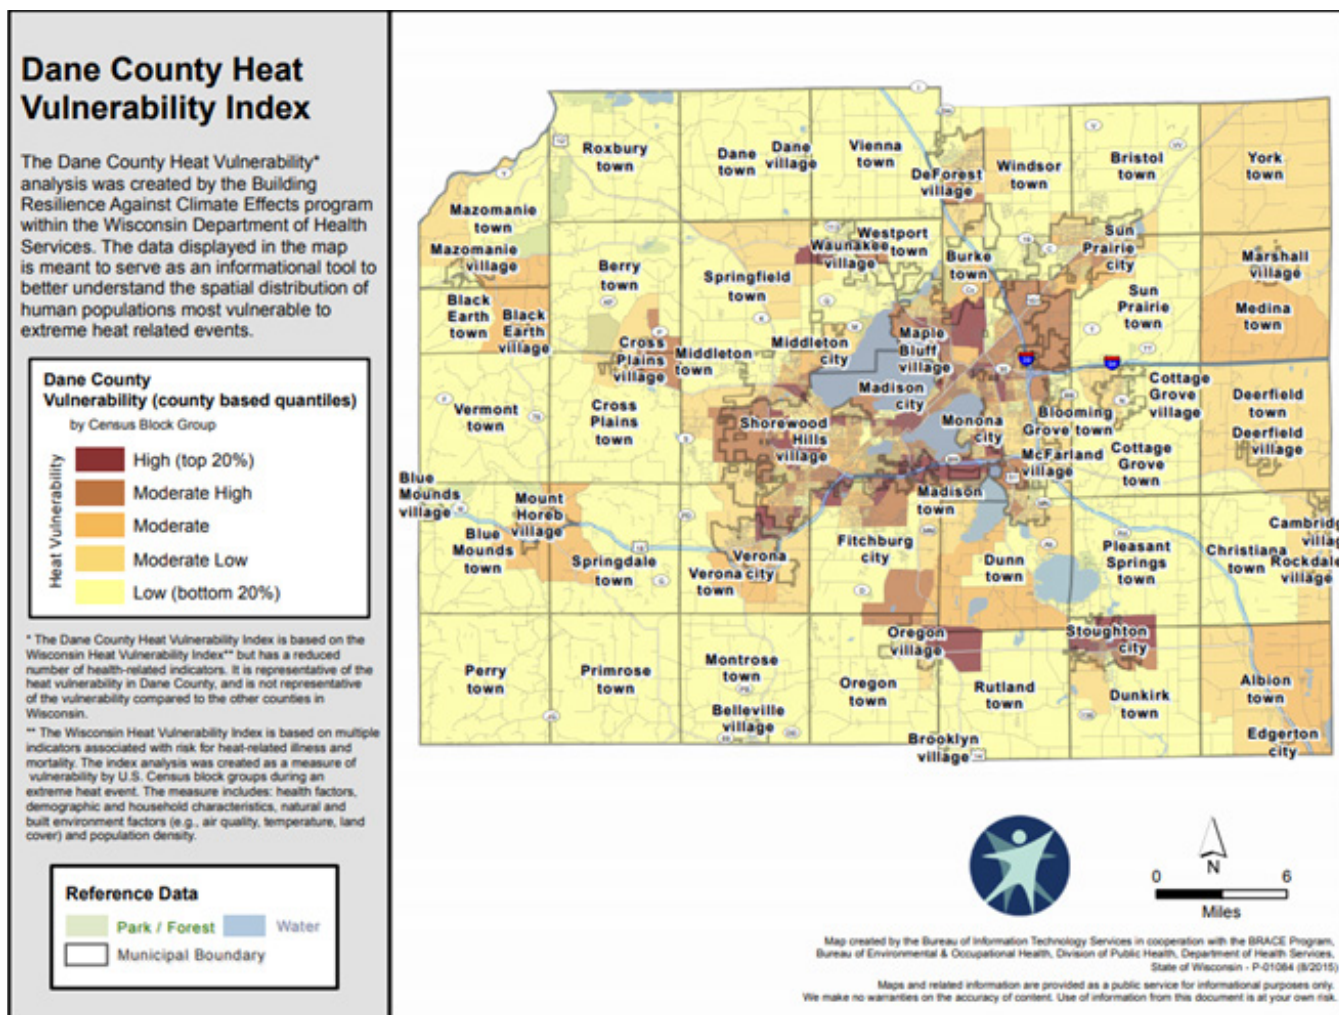 Dane County Heat
Vulnerability Index
The Dane County Heat Vulnerability*
analysis was created by the Building
Resilience Against Climate Effects program
within the Wisconsin Department of Health
Services. The data displayed in the map
is meant to serve as an informational tool to
better understand the spatial distribution of
human populations most vulnerable to
extreme heat related events.
Dane County
Vulnerability (county based quantiles)
by Census Block Group
Heat Vulnerability
High (top 20%)
Moderate High
Moderate
Moderate Low
Low (bottom 20%)
* The Dane County Heat Vulnerability Index is based on the
Wisconsin Heat Vulnerability Index** but has a reduced
number of health-related indicators. It is representative of the
heat vulnerability in Dane County, and is not representative
of the vulnerability compared to the other counties in
Wisconsin.
** The Wisconsin Heat Vulnerability Index is based on multiple
indicators associated with risk for heat-related illness and
mortality. The index analysis was created as a measure of
vulnerability by U.S. Census block groups during an
extreme heat event. The measure includes: health factors,
demographic and household characteristics, natural and
built environment factors (e.g., air quality, temperature, land
cover) and population density.
Reference Data
Park / Forest
Water
Municipal Boundary
Roxbury
town
Dane
town
Dane
village
Vienna
town
DeForest
village
Windsor
town
Bristol
town
York
town
Mazomanie
town
Mazomanie
village
Berry
town
Springfield
town
Waunakee
village
Westport
town
Burke
town
Sun
Prairie
city
Marshall
village
Black
Earth
town
Black
Earth
village
Cross
Plains
village
Middleton
town
Middleton
city
Maple
Bluff
village
Sun
Prairie
town
Medina
town
Madison
city
Vermont
town
Cross
Plains
town
Shorewood
Hills
village
Monona
city
Blooming
Grove town
Cottage
Grove
village
Deerfield
town
Deerfield
village
McFarland
village
Cottage
Grove
town
Blue
Mounds
village
Mount
Horeb
village
Madison
town
Blue
Mounds
town
Springdale
town
Verona
city
Verona
town
Fitchburg
city
Dunn
town
Pleasant
Springs
town
Christiana
town
Cambridg
villag
Rockdale
village
Perry
town
Primrose
town
Montrose
town
Oregon
village
Oregon
town
Rutland
town
Stoughton
city
Dunkirk
town
Albion
town
Belleville
village
Brooklyn
village
Edgerton
city
N
0 6
Miles
Map created by the Bureau of Information Technology Services in cooperation with the BRACE Program,
Bureau of Environmental & Occupational Health, Division of Public Health, Department of Health Services,
State of Wisconsin - P-01084 (8/2015)
Maps and related information are provided as a public service for informational purposes only.
We make no warranties on the accuracy of content. Use of information from this document is at your own risk.